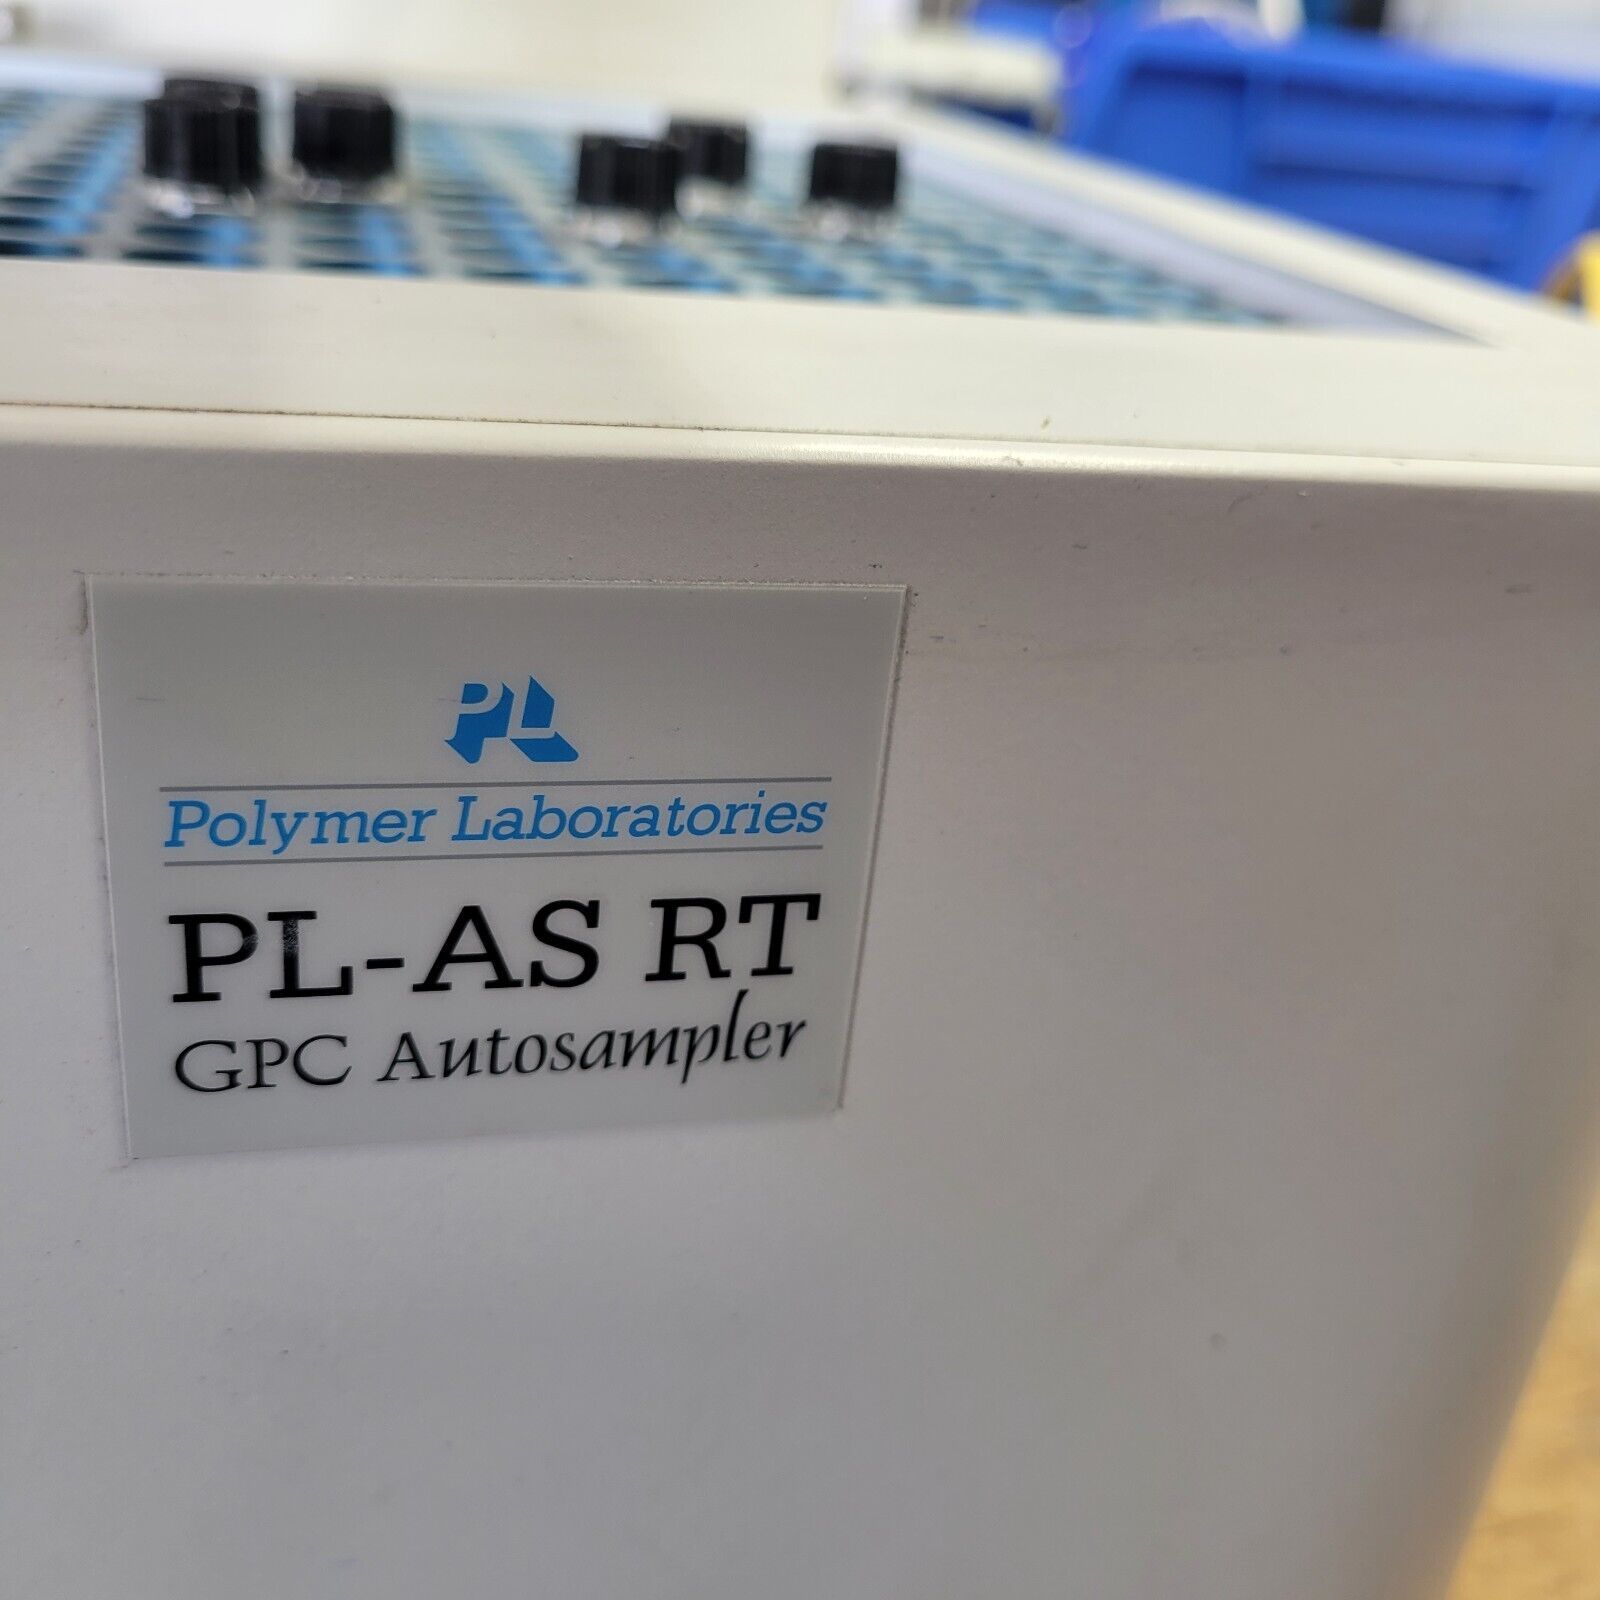 PL
Polymer Laboratories
PL-AS RT
GPC Autosampler